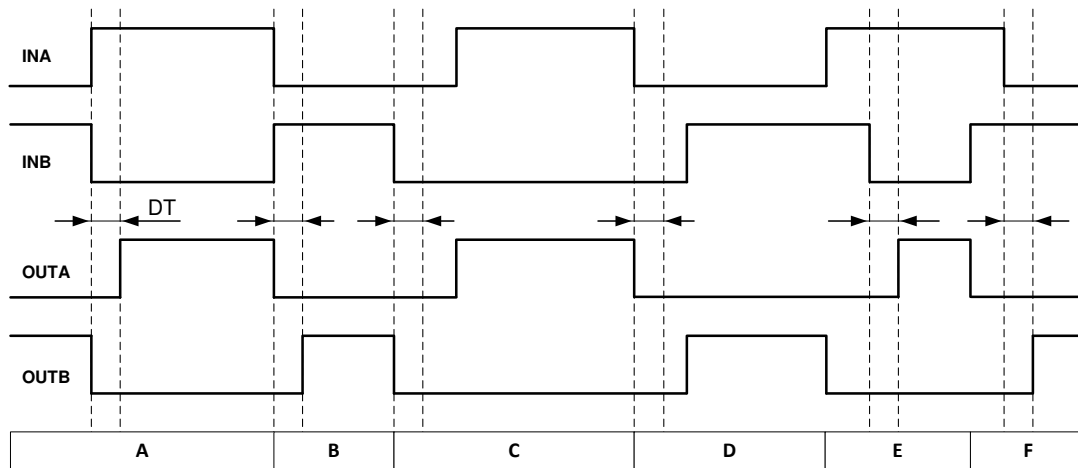 INA
INB
DT
OUTA
OUTB
A B C D E F